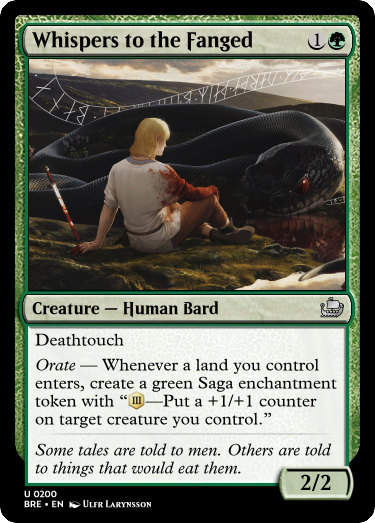 Whispers to the Fanged 1
Creature — Human Bard
Deathtouch
Orate — Whenever a land you control
enters, create a green Saga enchantment
token with “III—Put a +1/+1 counter
on target creature you control.”
Some tales are told to men. Others are told
to things that would eat them.
2/2
U 0200
BRE • EN Ulfr Larynsson